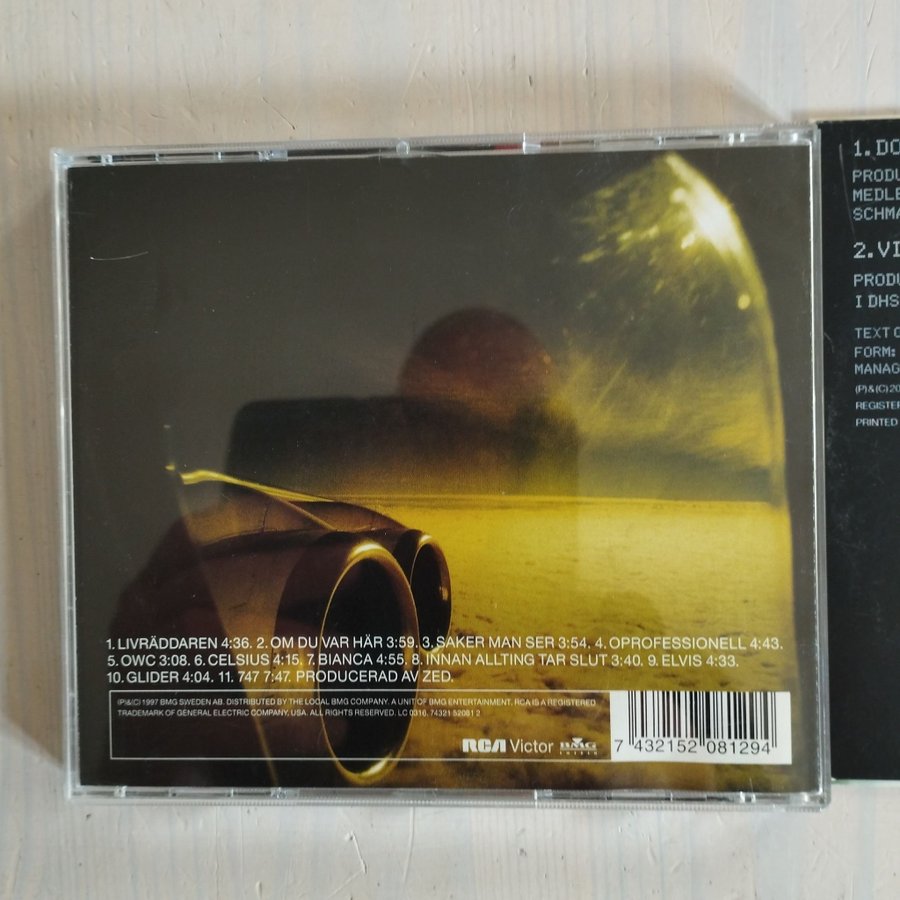 1. LIVRÄDDAREN 4:36. 2. OM DU VAR HÄR 3:59. 3. SAKER MAN SER 3:54. 4. OPROFESSIONELL 4:43.
5. OWC 3:08. 6. CELSIUS 4:15. 7. BIANCA 4:55. 8. INNAN ALLTING TAR SLUT 3:40. 9. ELVIS 4:33.
10. GLIDER 4:04. 11. 747 7:47. PRODUCERAD AV ZED.
(P)&(C) 1997 BMG SWEDEN AB. DISTRIBUTED BY THE LOCAL BMG COMPANY. A UNIT OF BMG ENTERTAINMENT. RCA IS A REGISTERED
TRADEMARK OF GENERAL ELECTRIC COMPANY, USA. ALL RIGHTS RESERVED. LC 0316. 74321 52081 2
RCA Victor BMG
7 432152 081294
1. DO
PRODU
MEDLE
SCHMA
2. VI
PRODU
I DHS
TEXT O
FORM:
MANAG
(P)&(C) 20
REGISTER
PRINTED